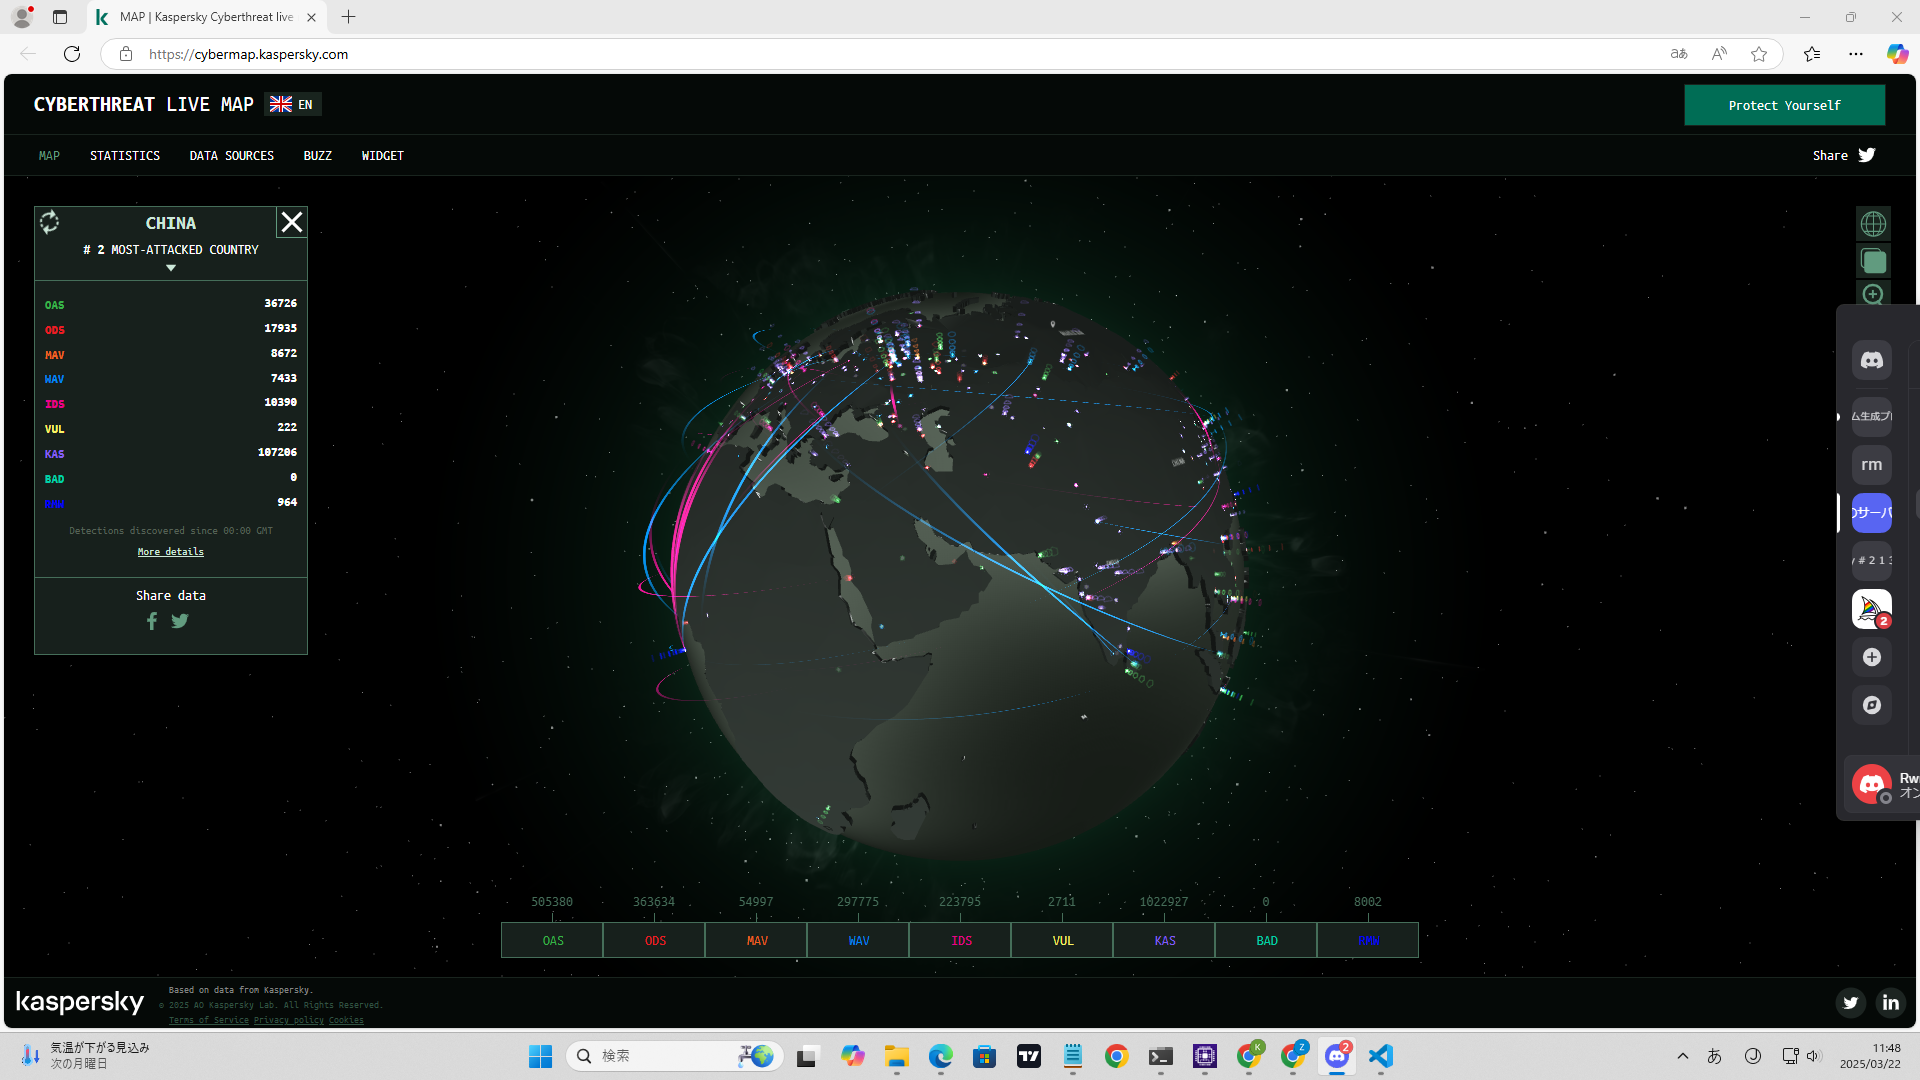 MAP | Kaspersky Cyberthreat live
https://cybermap.kaspersky.com
CYBERTHREAT LIVE MAP
EN
Protect Yourself
MAP
STATISTICS
DATA SOURCES
BUZZ
WIDGET
Share
CHINA
# 2 MOST-ATTACKED COUNTRY
OAS 36726
ODS 17935
MAV 8672
WAV 7433
IDS 10390
VUL 222
KAS 107206
BAD 0
RMW 964
Detections discovered since 00:00 GMT
More details
Share data
ム生成プ
rm
のサーバ
y # 2 1 3
2
Rwr
オン
505380
363634
54997
297775
223795
2711
1022927
0
8002
OAS
ODS
MAV
WAV
IDS
VUL
KAS
BAD
RMW
kaspersky
Based on data from Kaspersky.
© 2025 AO Kaspersky Lab. All Rights Reserved.
Terms of Service Privacy policy Cookies
気温が下がる見込み
次の月曜日
検索
K
Z
2
あ
11:48
2025/03/22